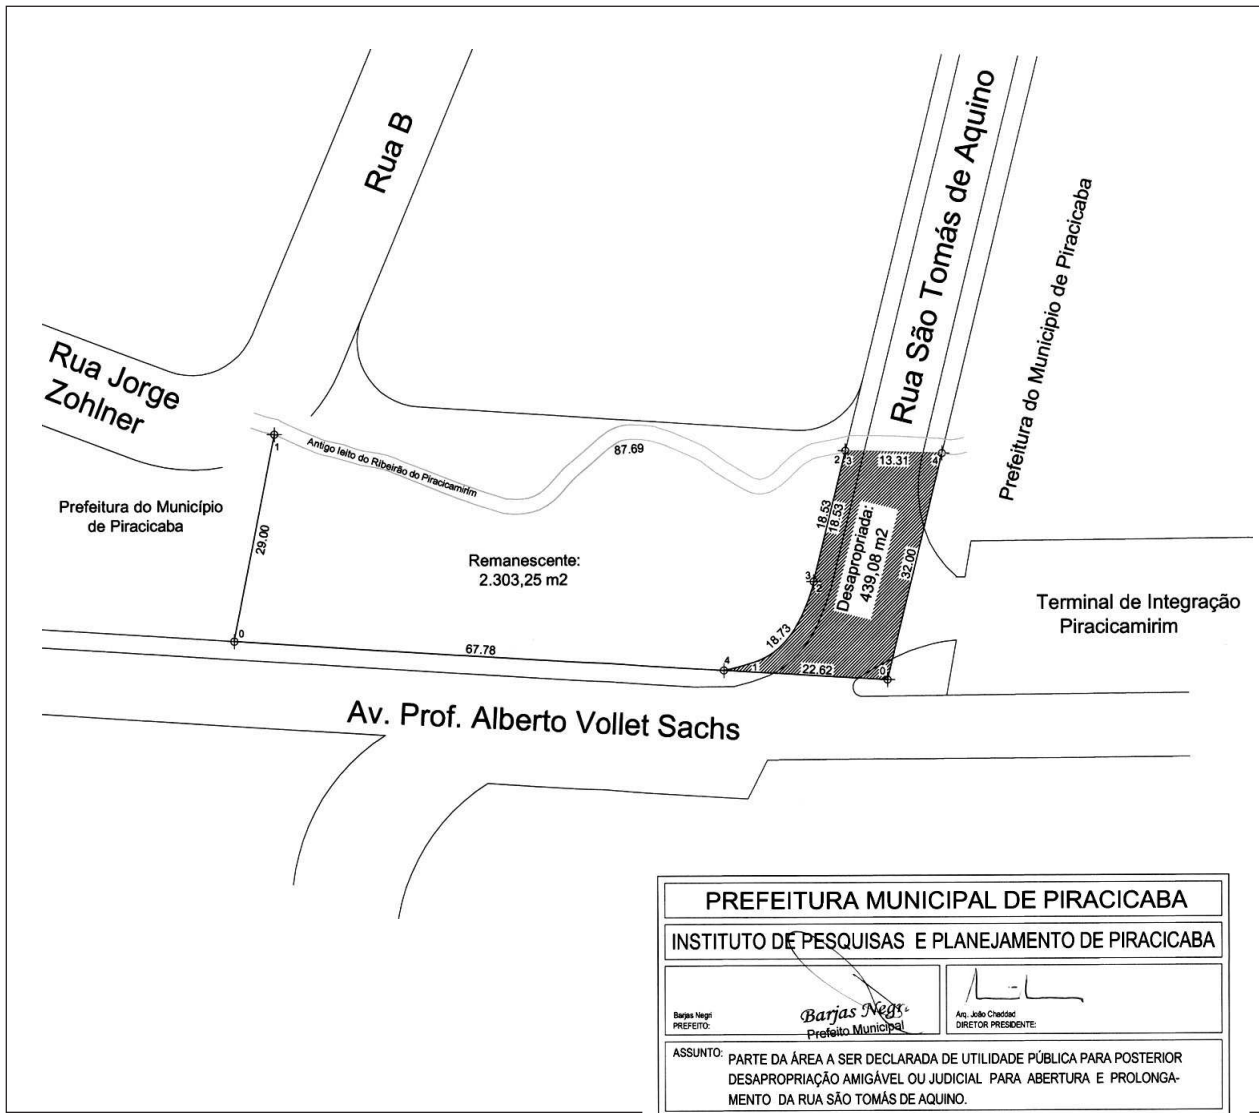 Rua B
Rua São Tomás de Aquino
Prefeitura do Municipio de Piracicaba
Rua Jorge
Zohlner
1
Antigo leito do Ribeirão do Piracicamirim
87.69
2
3
13.31
4
Prefeitura do Município
de Piracicaba
29.00
18.53
18.53
Desapropriada:
439,08 m2
32.00
Remanescente:
2.303,25 m2
3
2
Terminal de Integração
Piracicamirim
0
67.78
18.73
4
1
22.62
0
Av. Prof. Alberto Vollet Sachs
PREFEITURA MUNICIPAL DE PIRACICABA
INSTITUTO DE PESQUISAS E PLANEJAMENTO DE PIRACICABA
Barjas Negri
PREFEITO:
Barjas Negri
Prefeito Municipal
Arq. João Chaddad
DIRETOR PRESIDENTE:
ASSUNTO: PARTE DA ÁREA A SER DECLARADA DE UTILIDADE PÚBLICA PARA POSTERIOR
DESAPROPRIAÇÃO AMIGÁVEL OU JUDICIAL PARA ABERTURA E PROLONGA-
MENTO DA RUA SÃO TOMÁS DE AQUINO.